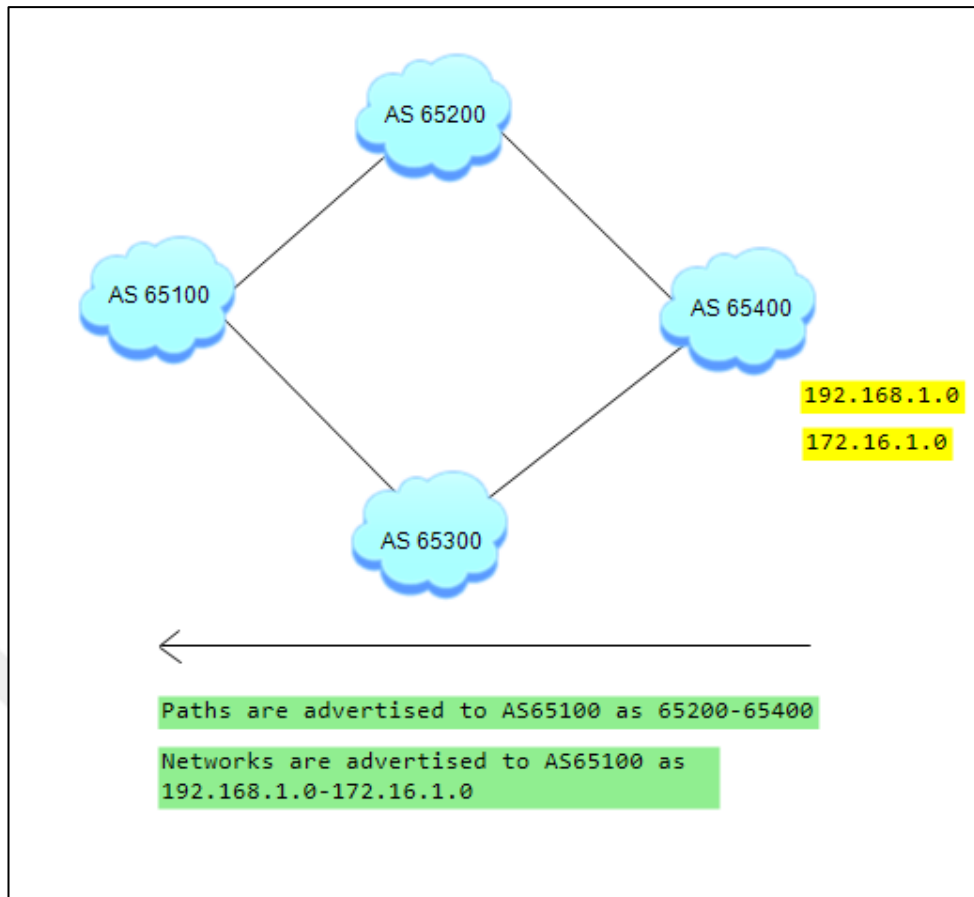 AS 65200
AS 65100
AS 65400
192.168.1.0
172.16.1.0
AS 65300
Paths are advertised to AS65100 as 65200-65400
Networks are advertised to AS65100 as
192.168.1.0-172.16.1.0